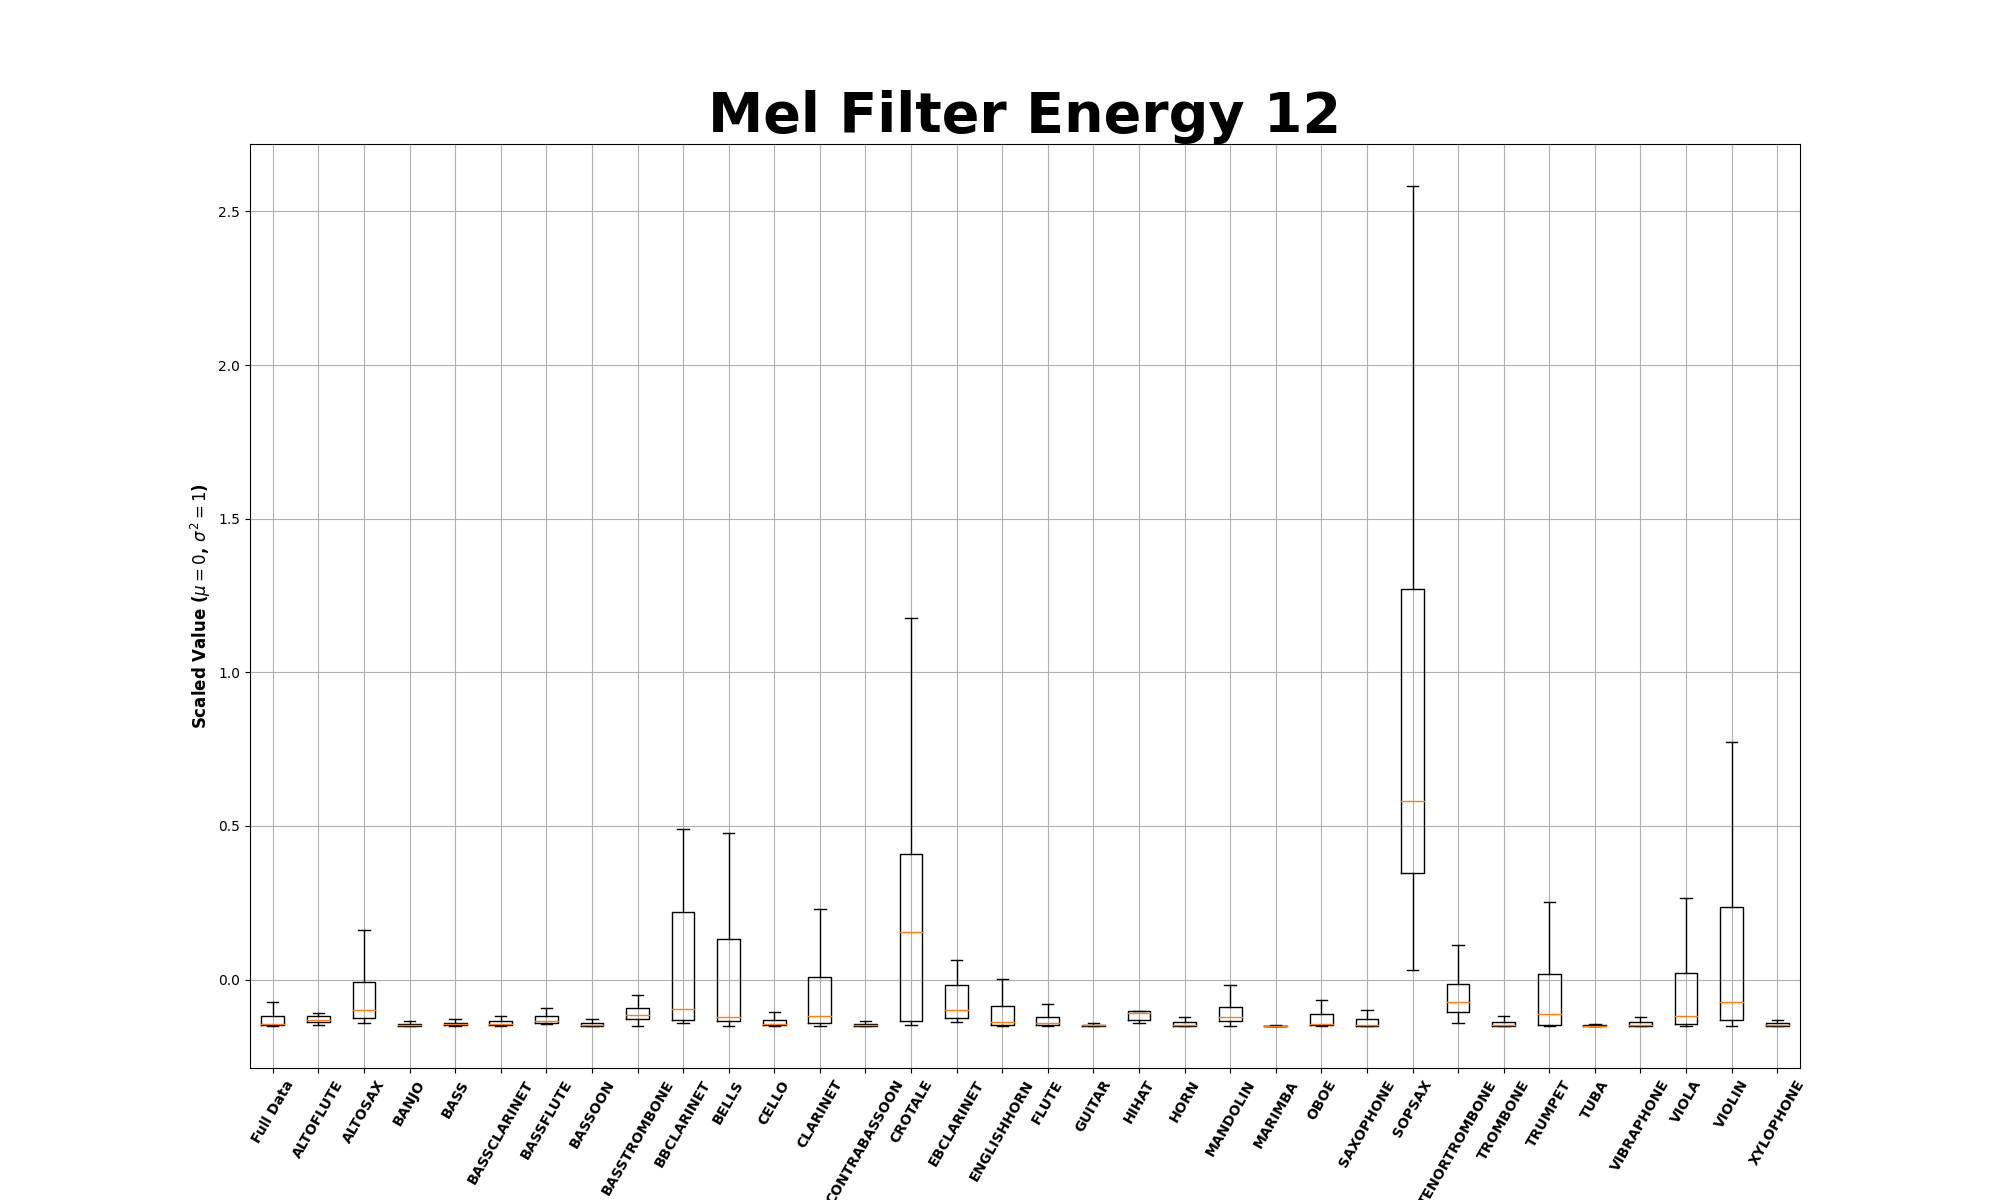 Mel Filter Energy 12
Scaled Value (μ = 0, σ² = 1)
2.5
2.0
1.5
1.0
0.5
0.0
Full Data
ALTOFLUTE
ALTOSAX
BANJO
BASS
BASSCLARINET
BASSFLUTE
BASSOON
BASSTROMBONE
BBCLARINET
BELLS
CELLO
CLARINET
CONTRABASSOON
CROTALE
EBCLARINET
ENGLISHHORN
FLUTE
GUITAR
HIHAT
HORN
MANDOLIN
MARIMBA
OBOE
SAXOPHONE
SOPSAX
TENORTROMBONE
TROMBONE
TRUMPET
TUBA
VIBRAPHONE
VIOLA
VIOLIN
XYLOPHONE